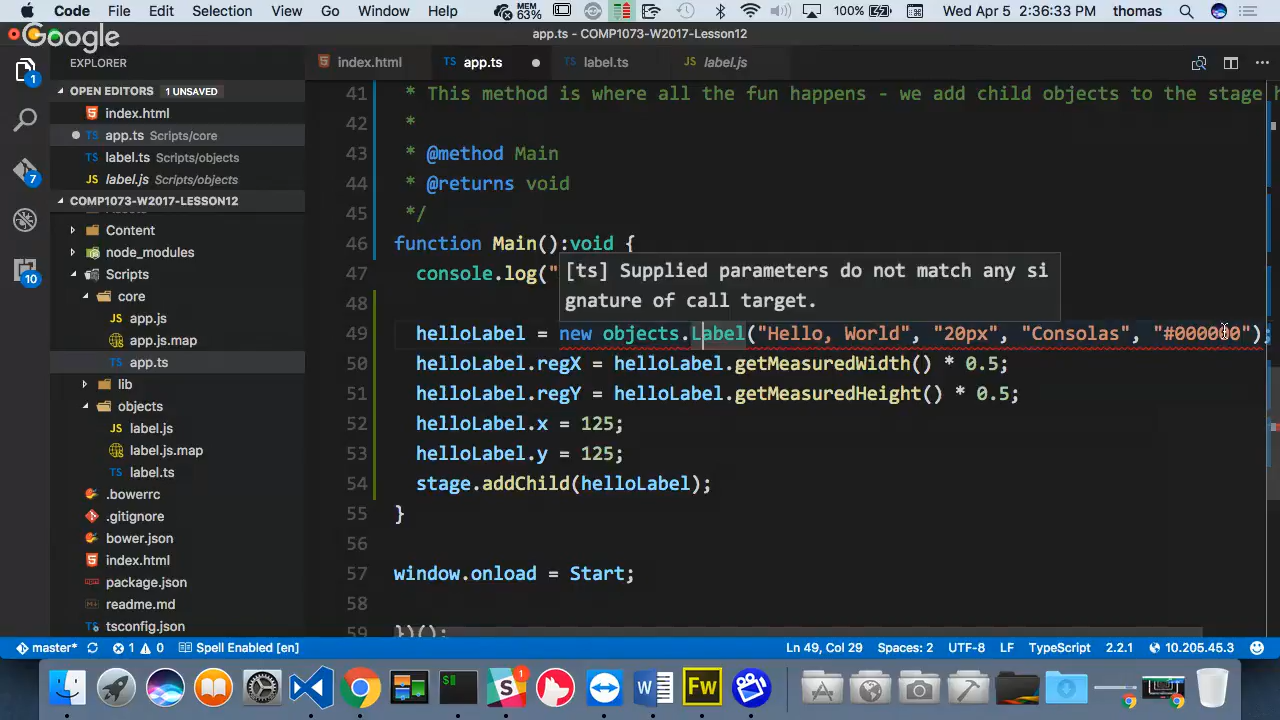 Code File Edit Selection View Go Window Help MEM 63% 100% Wed Apr 5 2:36:33 PM thomas
Google
app.ts - COMP1073-W2017-Lesson12
EXPLORER
index.html app.ts label.ts label.js
OPEN EDITORS 1 UNSAVED
index.html
app.ts Scripts/core
label.ts Scripts/objects
label.js Scripts/objects
COMP1073-W2017-LESSON12
Content
node_modules
Scripts
core
app.js
app.js.map
app.ts
lib
objects
label.js
label.js.map
label.ts
.bowerrc
.gitignore
bower.json
index.html
package.json
readme.md
tsconfig.json
1
7
10
41 * This method is where all the fun happens - we add child objects to the stage h
42 *
43 * @method Main
44 * @returns void
45 */
46 function Main():void {
47 console.log("
[ts] Supplied parameters do not match any si
gnature of call target.
48
49 helloLabel = new objects.Label("Hello, World", "20px", "Consolas", "#000000");
50 helloLabel.regX = helloLabel.getMeasuredWidth() * 0.5;
51 helloLabel.regY = helloLabel.getMeasuredHeight() * 0.5;
52 helloLabel.x = 125;
53 helloLabel.y = 125;
54 stage.addChild(helloLabel);
55 }
56
57 window.onload = Start;
58
59 })();
master* 1 0 Spell Enabled [en] Ln 49, Col 29 Spaces: 2 UTF-8 LF TypeScript 2.2.1 10.205.45.3
$ S 1 W Fw